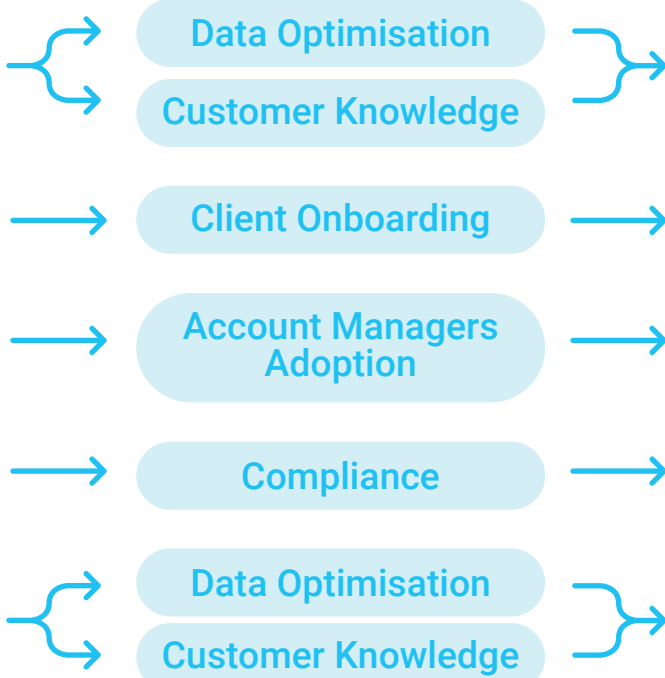 Data Optimisation
Customer Knowledge
Client Onboarding
Account Managers
Adoption
Compliance
Data Optimisation
Customer Knowledge